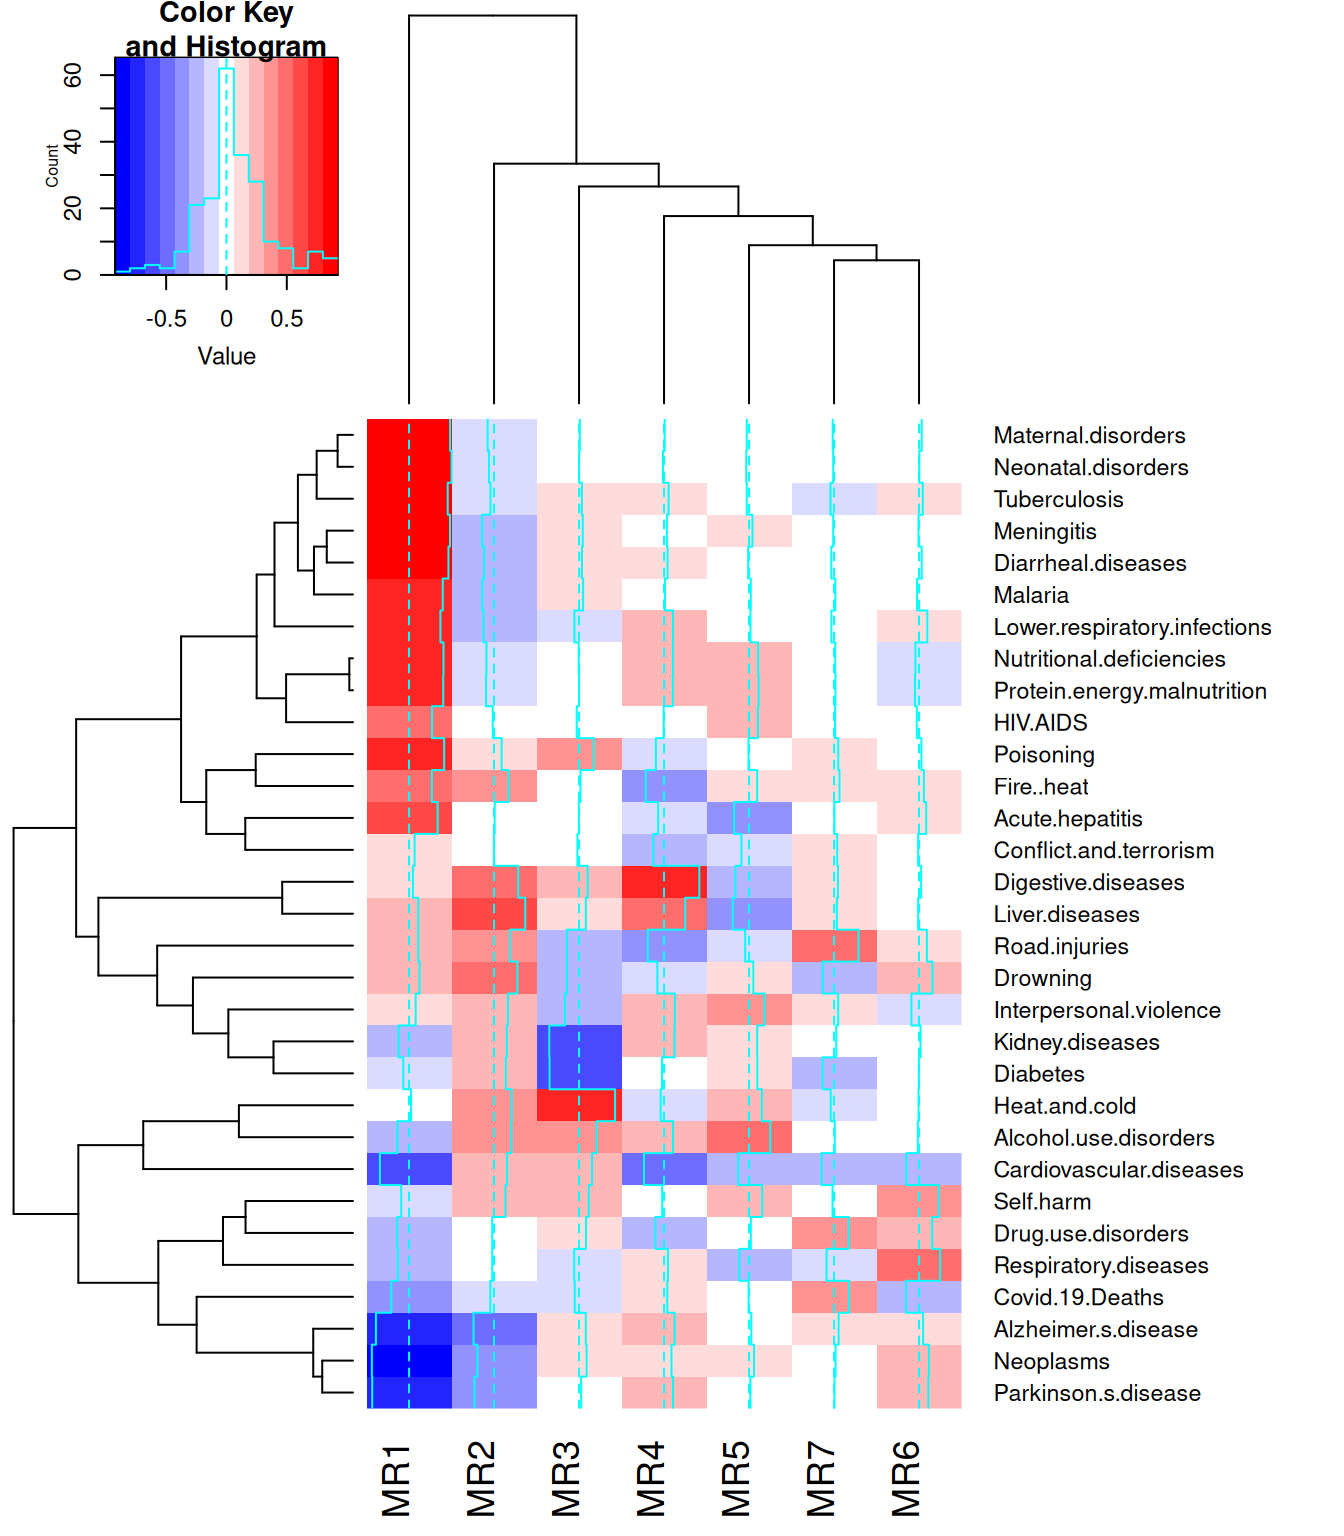 Color Key
and Histogram
Count
0 20 40 60
-0.5 0 0.5
Value
Maternal.disorders
Neonatal.disorders
Tuberculosis
Meningitis
Diarrheal.diseases
Malaria
Lower.respiratory.infections
Nutritional.deficiencies
Protein.energy.malnutrition
HIV.AIDS
Poisoning
Fire..heat
Acute.hepatitis
Conflict.and.terrorism
Digestive.diseases
Liver.diseases
Road.injuries
Drowning
Interpersonal.violence
Kidney.diseases
Diabetes
Heat.and.cold
Alcohol.use.disorders
Cardiovascular.diseases
Self.harm
Drug.use.disorders
Respiratory.diseases
Covid.19.Deaths
Alzheimer.s.disease
Neoplasms
Parkinson.s.disease
MR1 MR2 MR3 MR4 MR5 MR7 MR6